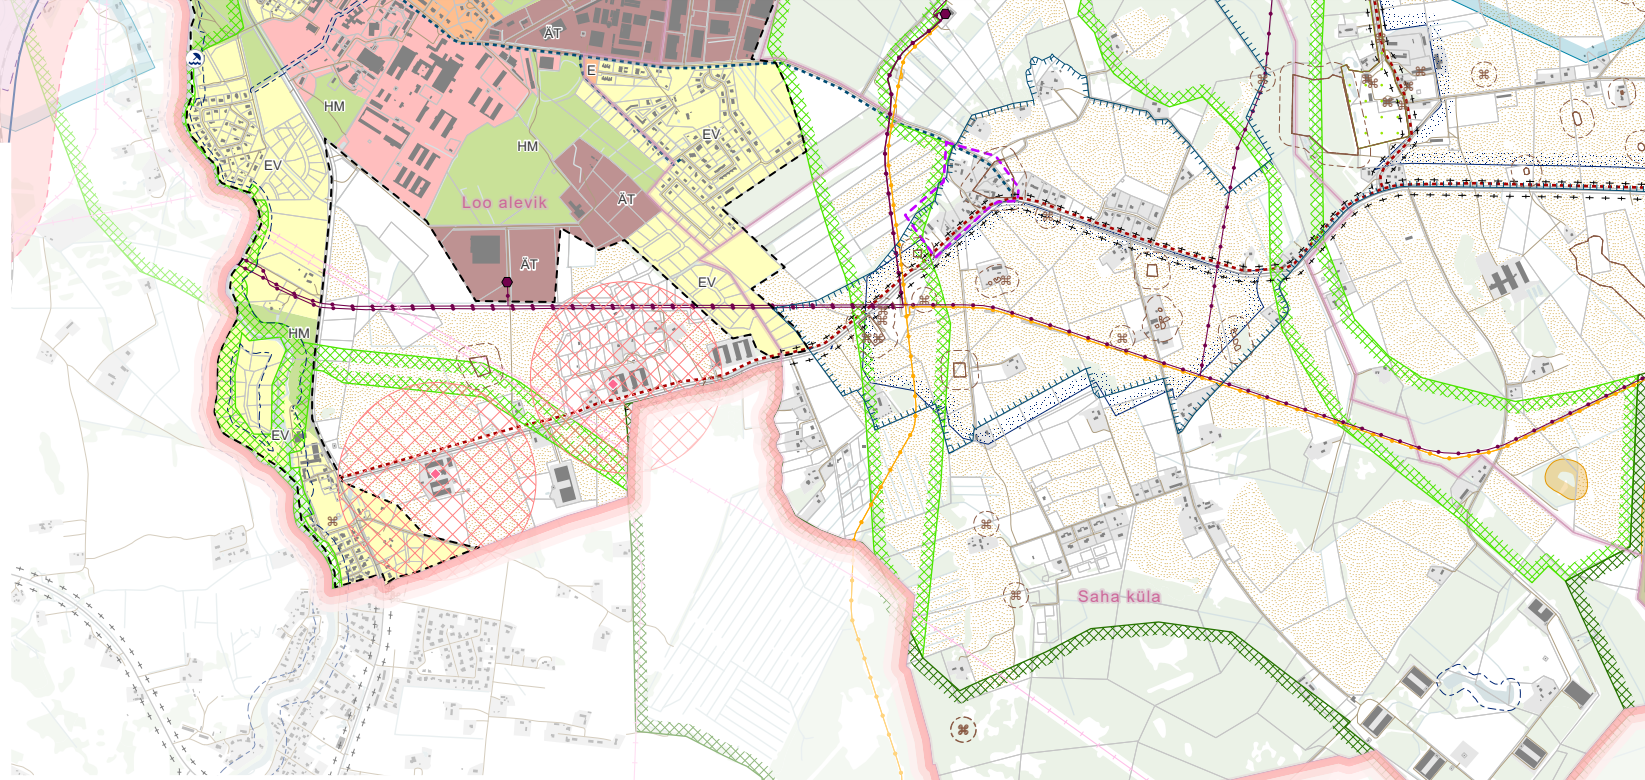 ÄT
E
HM
EV
HM
EV
ÄT
Loo alevik
ÄT
EV
HM
EV
Saha küla